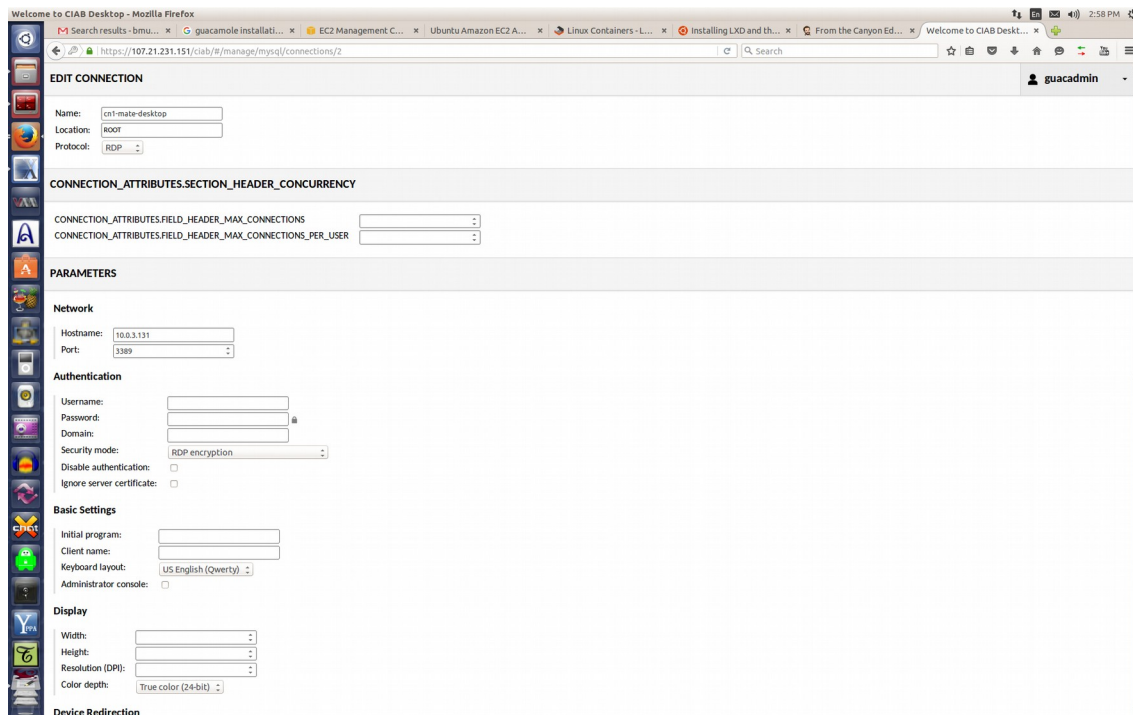 Welcome to CIAB Desktop - Mozilla Firefox
En
2:58 PM
Search results - bmu...
guacamole installati...
EC2 Management C...
Ubuntu Amazon EC2 A...
Linux Containers - L...
Installing LXD and th...
From the Canyon Ed...
Welcome to CIAB Deskt...
https://107.21.231.151/ciab/#/manage/mysql/connections/2
Search
EDIT CONNECTION
guacadmin
Name: cn1-mate-desktop
Location: ROOT
Protocol: RDP
CONNECTION_ATTRIBUTES.SECTION_HEADER_CONCURRENCY
CONNECTION_ATTRIBUTES.FIELD_HEADER_MAX_CONNECTIONS
CONNECTION_ATTRIBUTES.FIELD_HEADER_MAX_CONNECTIONS_PER_USER
PARAMETERS
Network
Hostname: 10.0.3.131
Port: 3389
Authentication
Username:
Password:
Domain:
Security mode: RDP encryption
Disable authentication:
Ignore server certificate:
Basic Settings
Initial program:
Client name:
Keyboard layout: US English (Qwerty)
Administrator console:
Display
Width:
Height:
Resolution (DPI):
Color depth: True color (24-bit)
Device Redirection